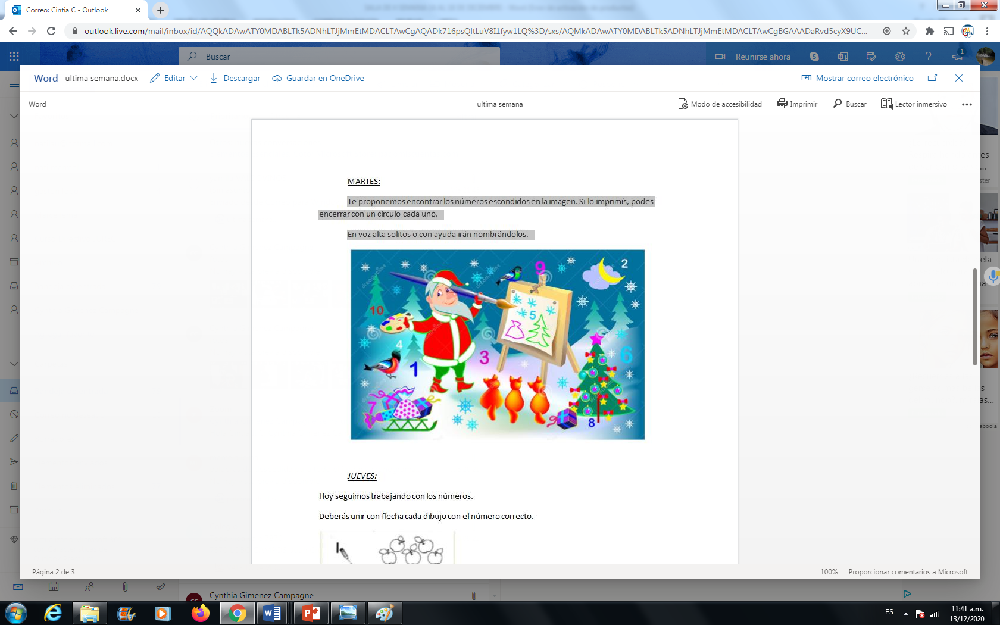 Correo: Cintia C - Outlook
outlook.live.com/mail/inbox/id/AQQkADAwATY0MDABLTk5ADNhLTJjMmEtMDACLTAwCgAQADk716psQltLuV8I1fyw1LQ%3D/sxs/AQMkADAwATY0MDABLTk5ADNhLTJjMmEtMDACLTAwCgBGAAADaRvd5cyX9UC...
Buscar
Reunirse ahora
1
Word ultima semana.docx Editar Descargar Guardar en OneDrive Mostrar correo electrónico
Word ultima semana Modo de accesibilidad Imprimir Buscar Lector inmersivo
MARTES:
Te proponemos encontrar los números escondidos en la imagen. Si lo imprimís, podes
encerrar con un circulo cada uno.
En voz alta solitos o con ayuda irán nombrándolos.
9 2
10 5
4
1 3 6
7
8
JUEVES:
Hoy seguimos trabajando con los números.
Deberás unir con flecha cada dibujo con el número correcto.
1
Página 2 de 3 100% Proporcionar comentarios a Microsoft
Cynthia Gimenez Campagne
ES
11:41 a.m.
13/12/2020